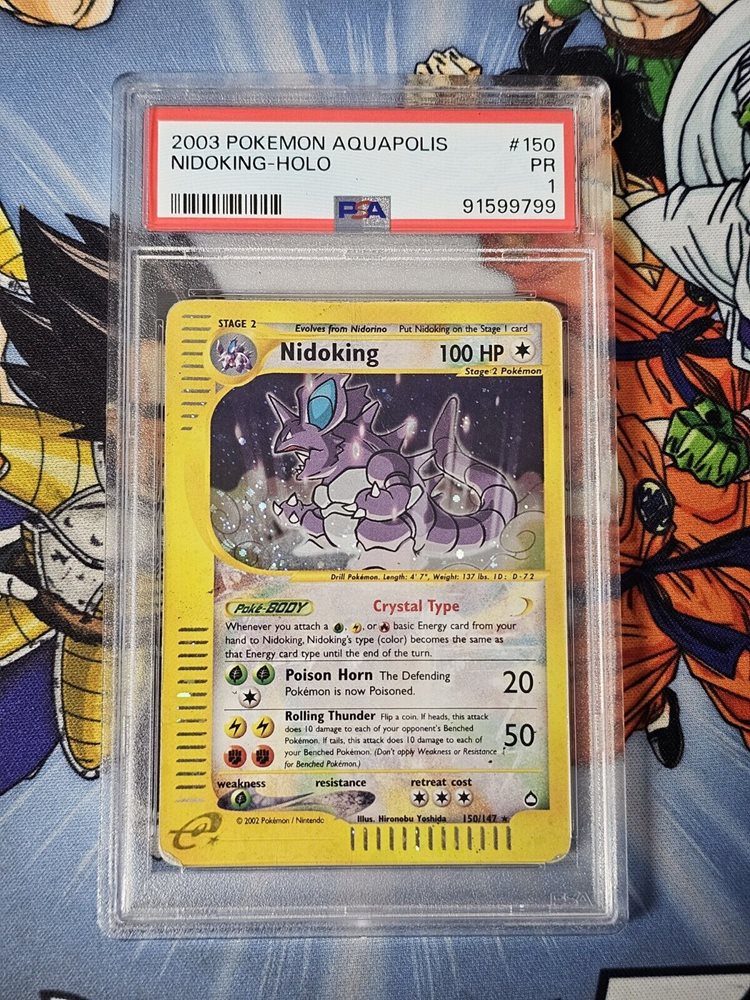 2003 POKEMON AQUAPOLIS #150
NIDOKING-HOLO PR
1
PSA 91599799
STAGE 2 Evolves from Nidorino Put Nidoking on the Stage 1 card
Nidoking 100 HP
Stage 2 Pokémon
Drill Pokémon. Length: 4' 7", Weight: 137 lbs. ID: D-72
Poké-BODY Crystal Type
Whenever you attach a , , or basic Energy card from your
hand to Nidoking, Nidoking's type (color) becomes the same as
that Energy card type until the end of the turn.
Poison Horn The Defending
Pokémon is now Poisoned. 20
Rolling Thunder Flip a coin. If heads, this attack
does 10 damage to each of your opponent's Benched
Pokémon. If tails, this attack does 10 damage to each of 50
your Benched Pokémon. (Don't apply Weakness or Resistance
for Benched Pokémon.)
weakness resistance retreat cost
© 2002 Pokémon / Nintendo Illus. Hironobu Yoshida 150/147 ★
e